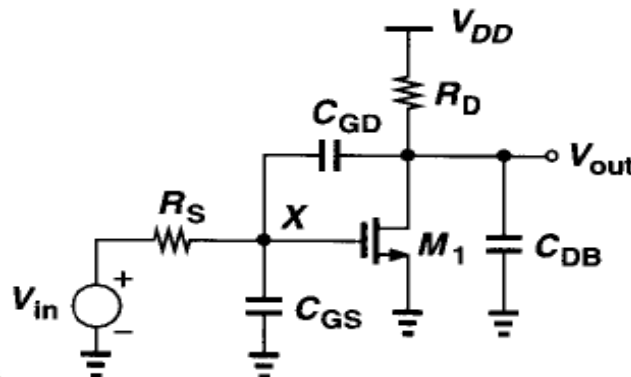 V_DD
R_D
C_GD
V_out
R_S
X
M_1
C_DB
V_in
+
−
C_GS